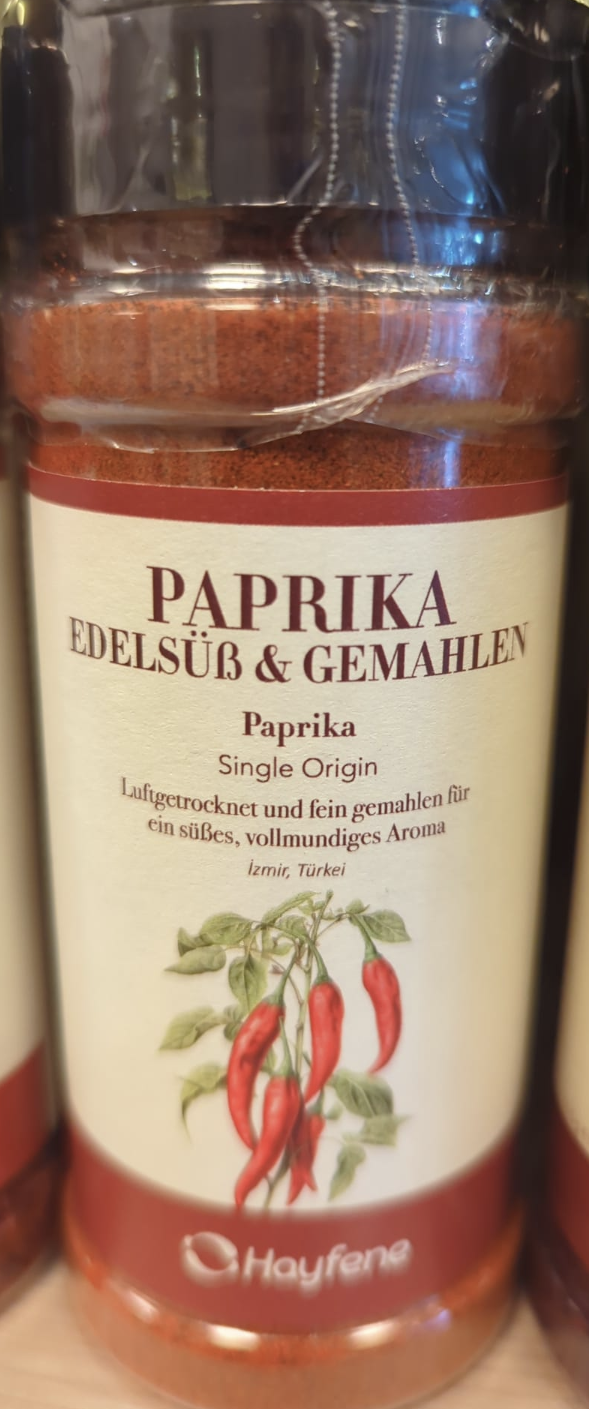 PAPRIKA
EDELSÜß & GEMAHLEN
Paprika
Single Origin
Luftgetrocknet und fein gemahlen für
ein süßes, vollmundiges Aroma
İzmir, Türkei
Hayfene